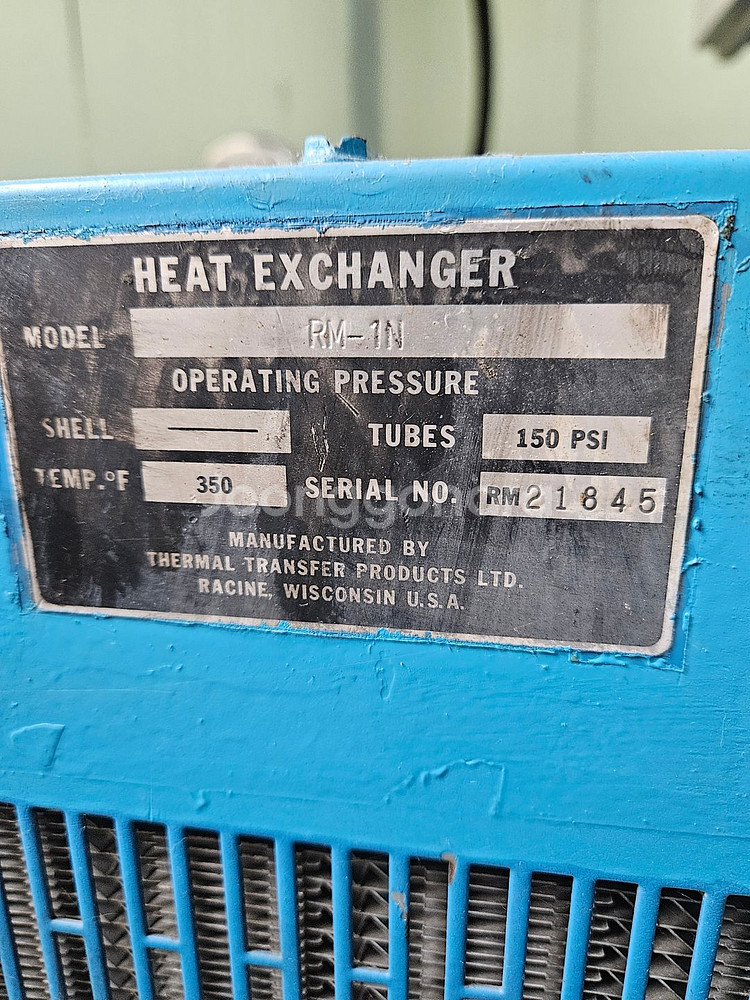 HEAT EXCHANGER
MODEL RM-1N
OPERATING PRESSURE
SHELL — TUBES 150 PSI
TEMP.°F 350 SERIAL NO. RM21845
MANUFACTURED BY
THERMAL TRANSFER PRODUCTS LTD.
RACINE, WISCONSIN U.S.A.